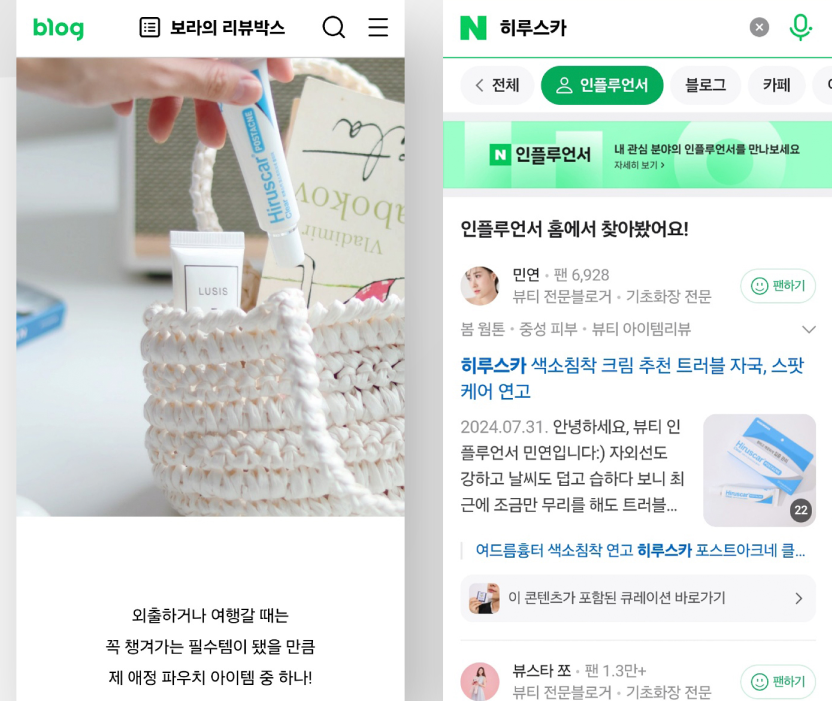 blog
보라의 리뷰박스
Hiruscar
POSTACNE
LUSIS
Vladimir
Nabokov
외출하거나 여행갈 때는
꼭 챙겨가는 필수템이 됐을 만큼
제 애정 파우치 아이템 중 하나!
N 히루스카
전체
인플루언서
블로그
카페
N 인플루언서
내 관심 분야의 인플루언서를 만나보세요
자세히 보기 >
인플루언서 홈에서 찾아봤어요!
민연 • 팬 6,928
뷰티 전문블로거 • 기초화장 전문
팬하기
봄 웜톤 • 중성 피부 • 뷰티 아이템리뷰
히루스카 색소침착 크림 추천 트러블 자국, 스팟
케어 연고
2024.07.31. 안녕하세요, 뷰티 인
플루언서 민연입니다:) 자외선도
강하고 날씨도 덥고 습하다 보니 최
근에 조금만 무리를 해도 트러블...
Hiruscar
Hiruscar
22
여드름흉터 색소침착 연고 히루스카 포스트아크네 클...
이 콘텐츠가 포함된 큐레이션 바로가기
뷰스타 쪼 • 팬 1.3만+
뷰티 전문블로거 • 기초화장 전문
팬하기